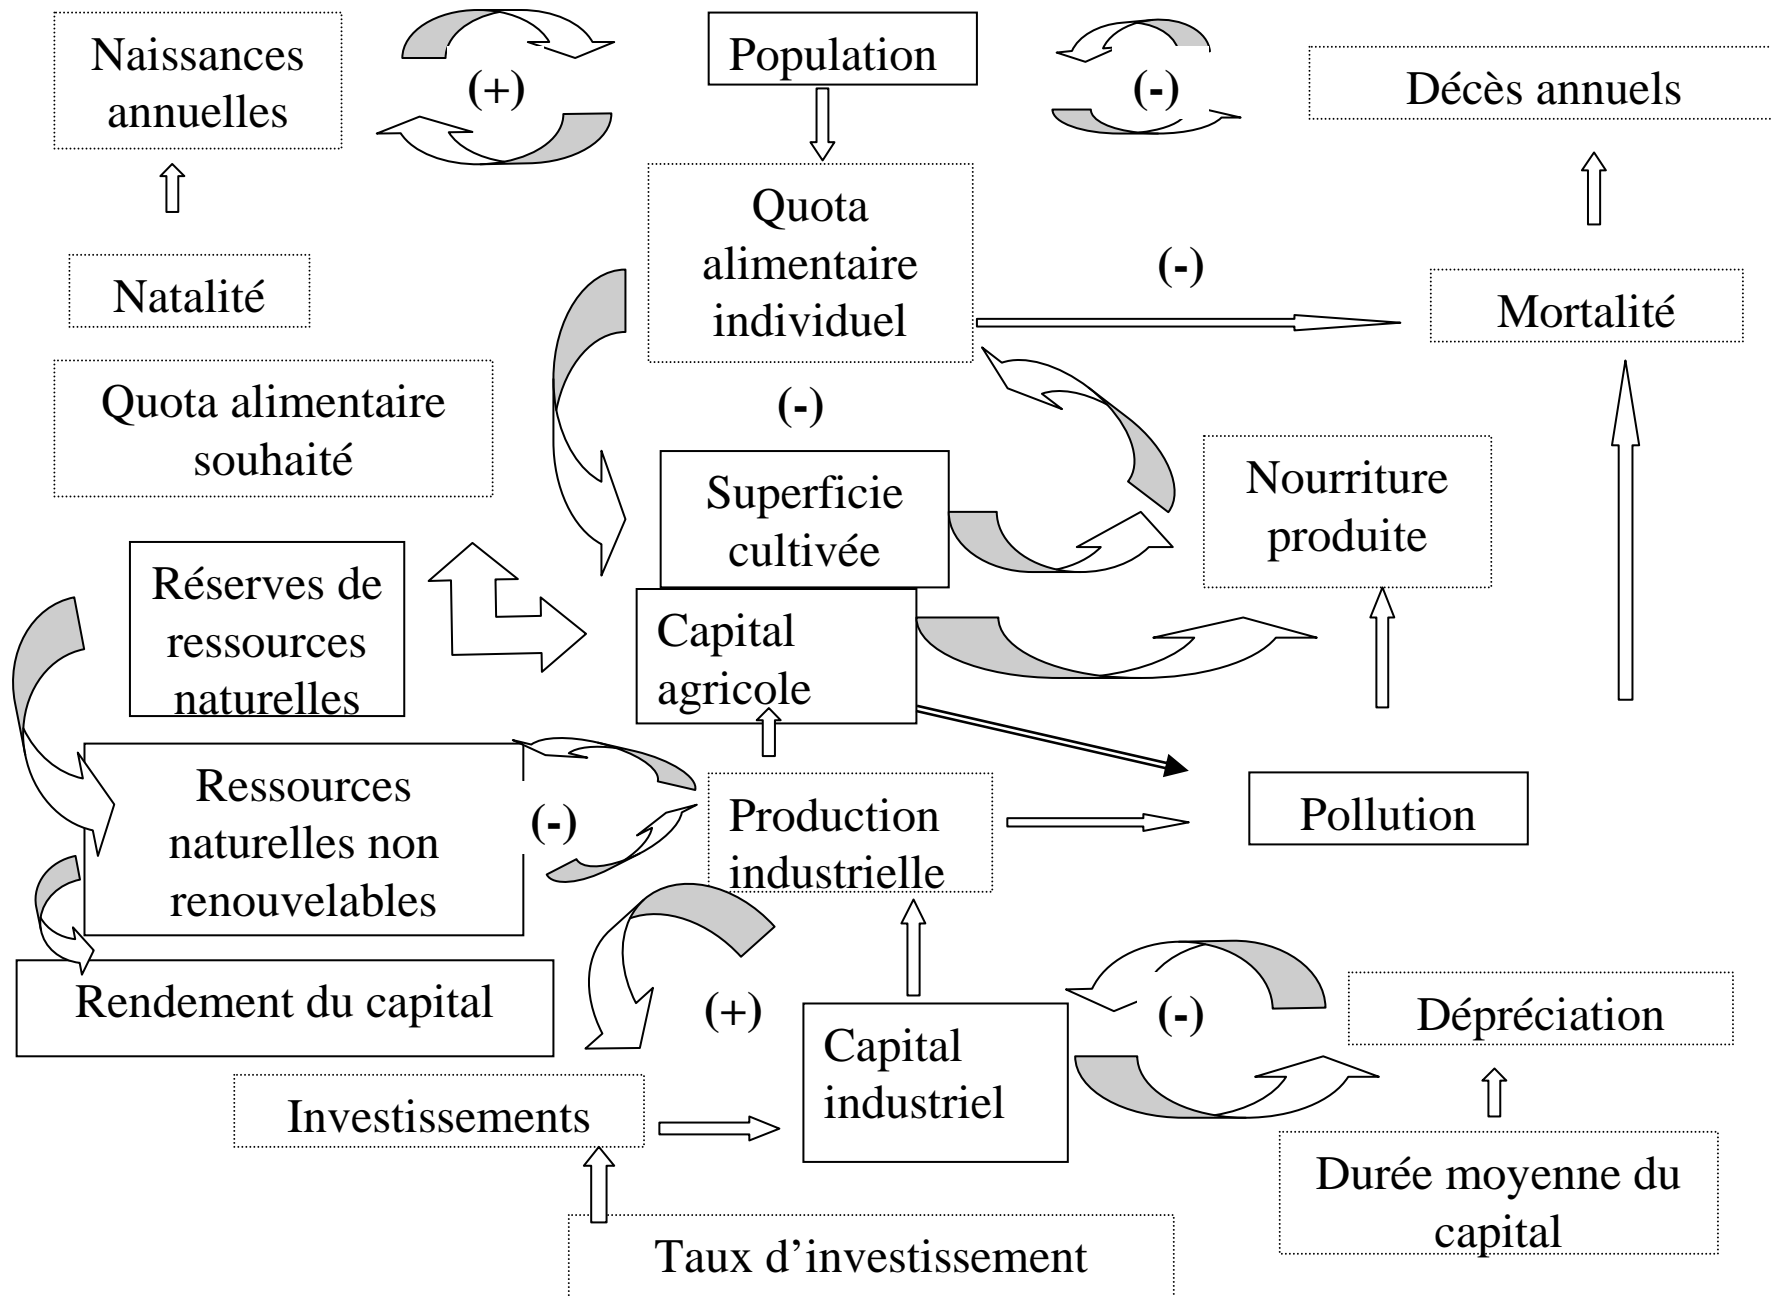 Naissances
annuelles
(+)
Population
(-)
Décès annuels
Quota
alimentaire
individuel
(-)
Natalité
Mortalité
Quota alimentaire
souhaité
(-)
Superficie
cultivée
Nourriture
produite
Réserves de
ressources
naturelles
Capital
agricole
Ressources
naturelles non
renouvelables
(-)
Production
industrielle
Pollution
Rendement du capital
(+)
Capital
industriel
(-)
Dépréciation
Investissements
Durée moyenne du
capital
Taux d’investissement